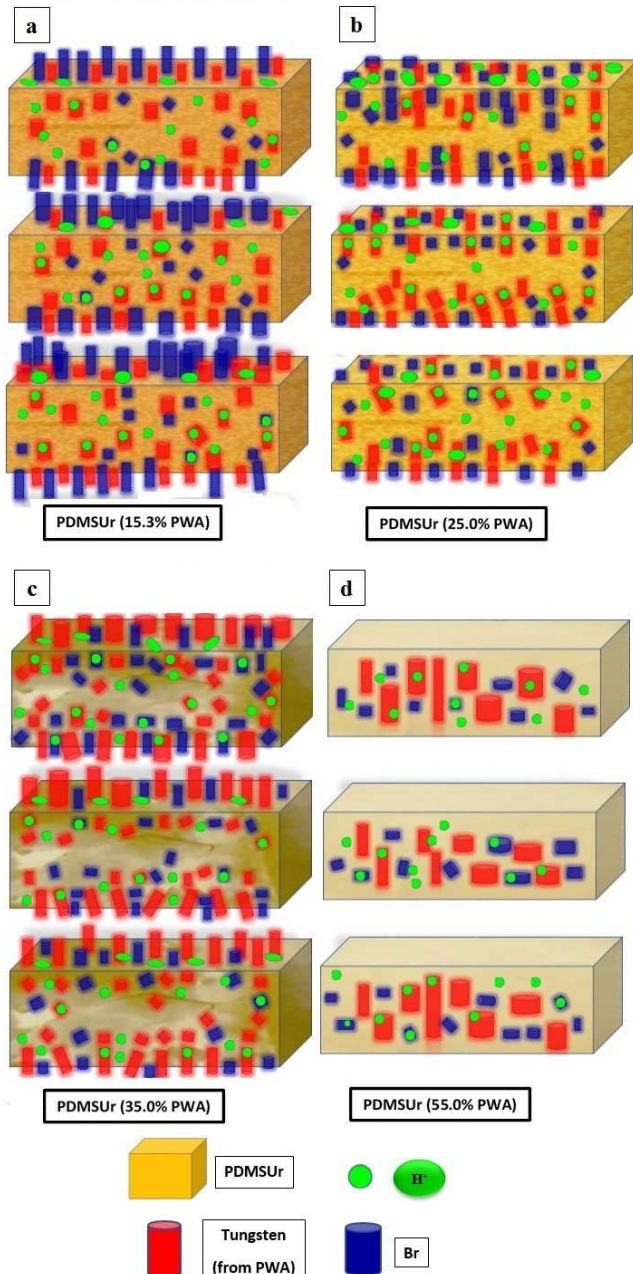 a
b
PDMSUr (15.3% PWA)
PDMSUr (25.0% PWA)
c
d
PDMSUr (35.0% PWA)
PDMSUr (55.0% PWA)
PDMSUr
H⁺
Tungsten
(from PWA)
Br